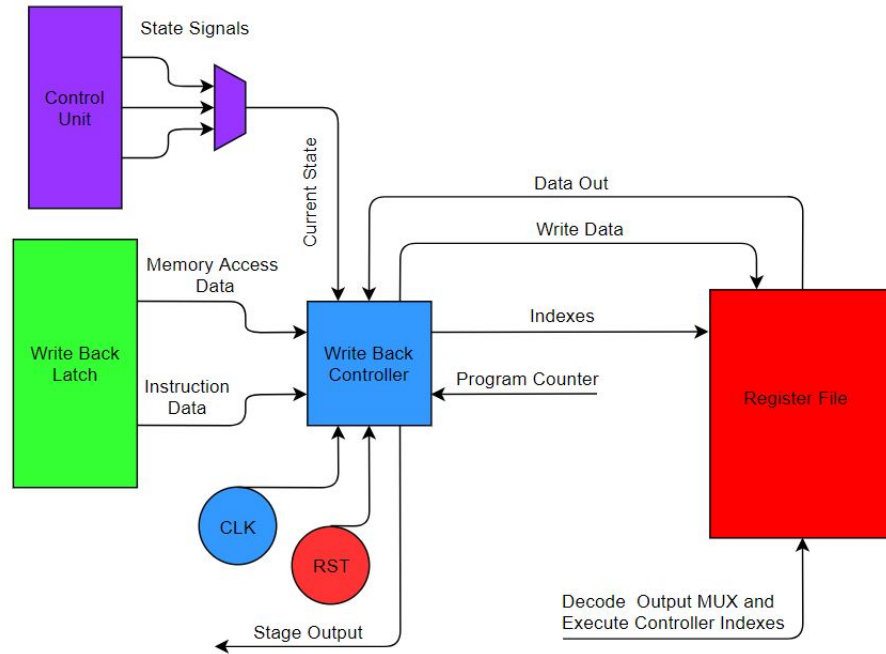 State Signals
Control
Unit
Current State
Data Out
Write Data
Memory Access
Data
Indexes
Write Back
Latch
Write Back
Controller
Program Counter
Instruction
Data
Register File
CLK
RST
Decode  Output MUX and
Execute Controller Indexes
Stage Output